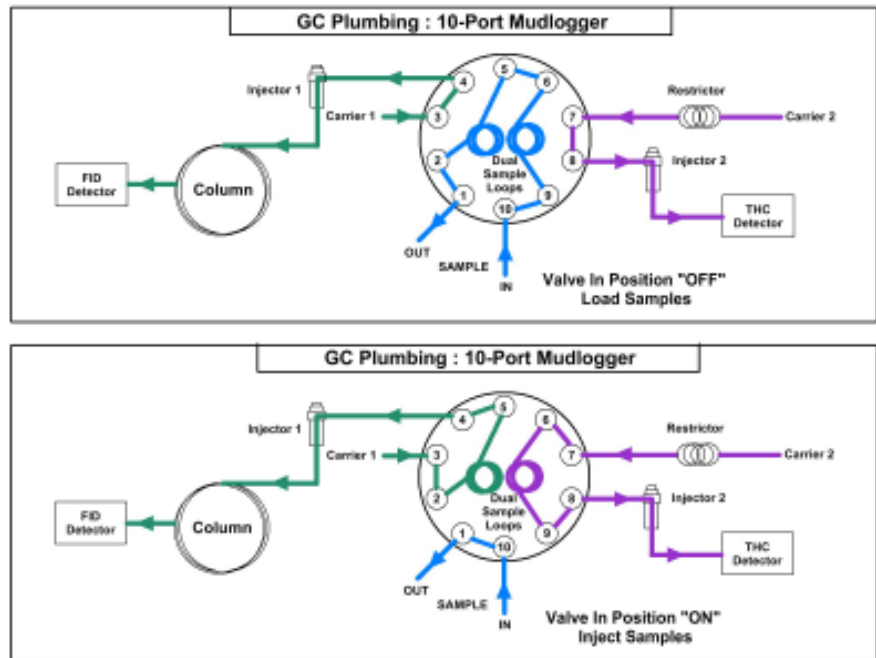 GC Plumbing : 10-Port Mudlogger
Injector 1
Carrier 1
4
5
6
3
7
2
8
1
10
9
Dual
Sample
Loops
Restrictor
Carrier 2
Injector 2
FID
Detector
Column
THC
Detector
OUT
SAMPLE
IN
Valve In Position "OFF"
Load Samples
GC Plumbing : 10-Port Mudlogger
Injector 1
Carrier 1
4
5
6
3
7
2
8
1
10
9
Dual
Sample
Loops
Restrictor
Carrier 2
Injector 2
FID
Detector
Column
THC
Detector
OUT
SAMPLE
IN
Valve In Position "ON"
Inject Samples